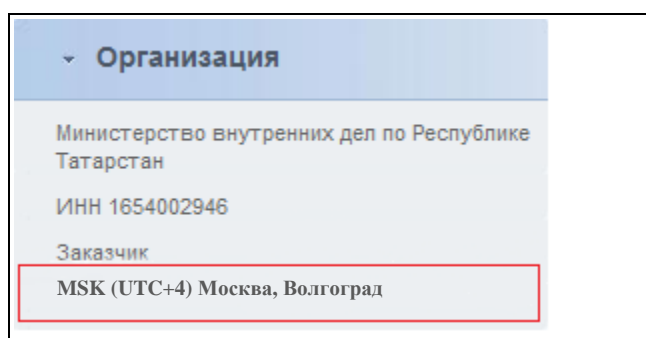 Организация
Министерство внутренних дел по Республике
Татарстан
ИНН 1654002946
Заказчик
MSK (UTC+4) Москва, Волгоград